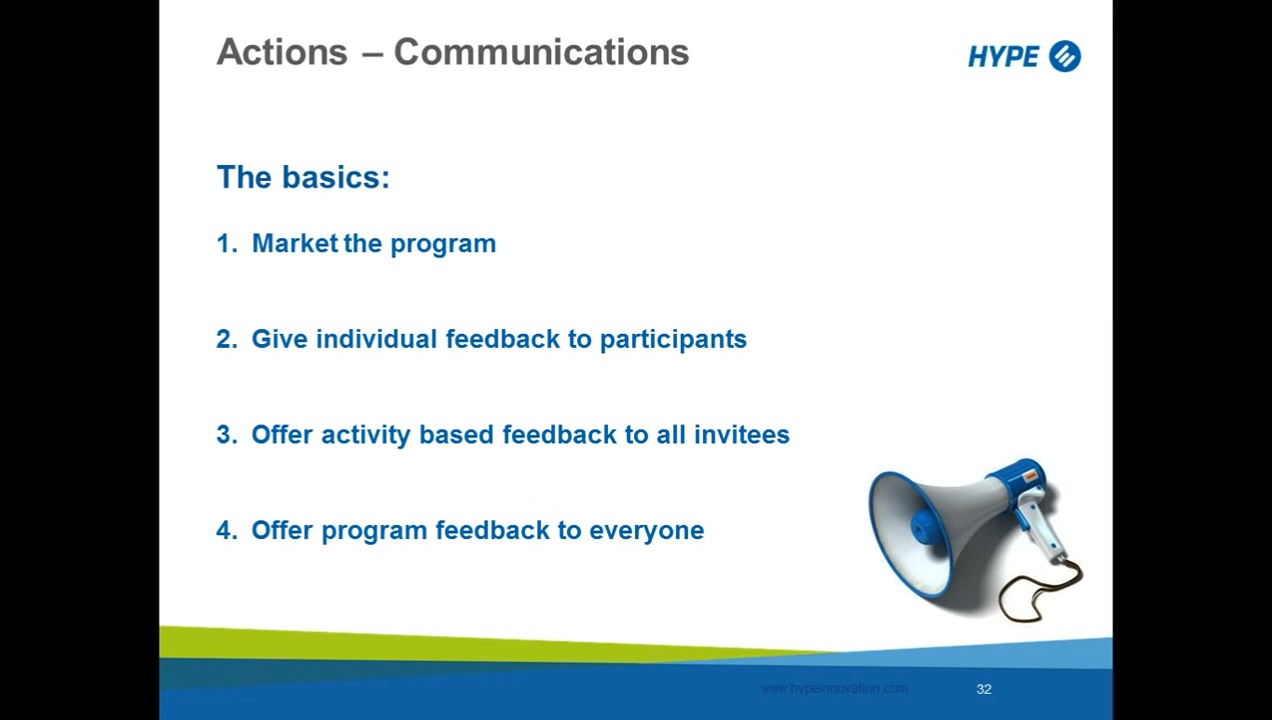 Actions – Communications
HYPE
The basics:
1. Market the program
2. Give individual feedback to participants
3. Offer activity based feedback to all invitees
4. Offer program feedback to everyone
www.hypeinnovation.com
32